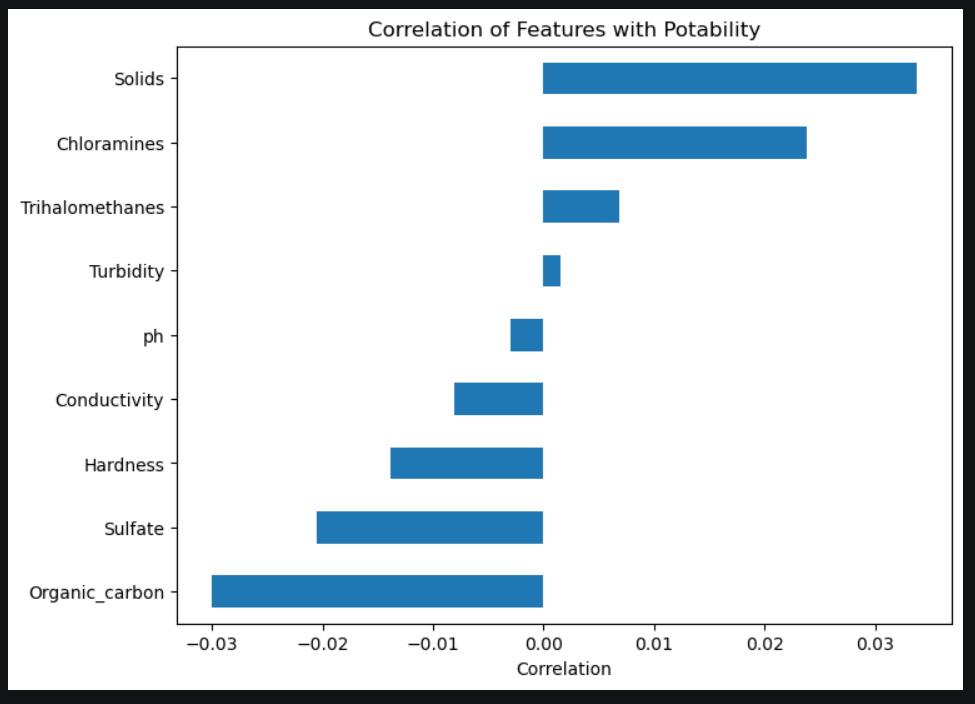 Correlation of Features with Potability
Solids
Chloramines
Trihalomethanes
Turbidity
ph
Conductivity
Hardness
Sulfate
Organic_carbon
−0.03 −0.02 −0.01 0.00 0.01 0.02 0.03
Correlation